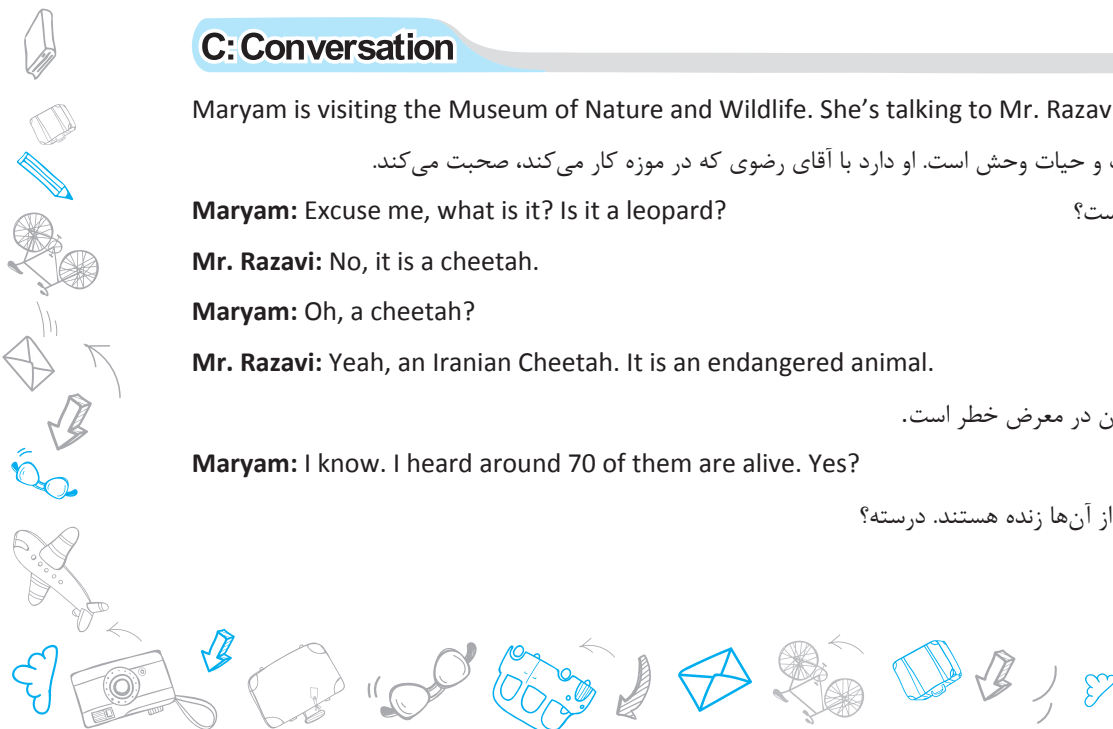 C: Conversation
Maryam is visiting the Museum of Nature and Wildlife. She's talking to Mr. Razav
و حیات وحش است. او دارد با آقای رضوی که در موزه کار می‌کند، صحبت می‌کند.
Maryam: Excuse me, what is it? Is it a leopard?
Mr. Razavi: No, it is a cheetah.
Maryam: Oh, a cheetah?
Mr. Razavi: Yeah, an Iranian Cheetah. It is an endangered animal.
در معرض خطر است.
Maryam: I know. I heard around 70 of them are alive. Yes?
از آن‌ها زنده هستند. درسته؟